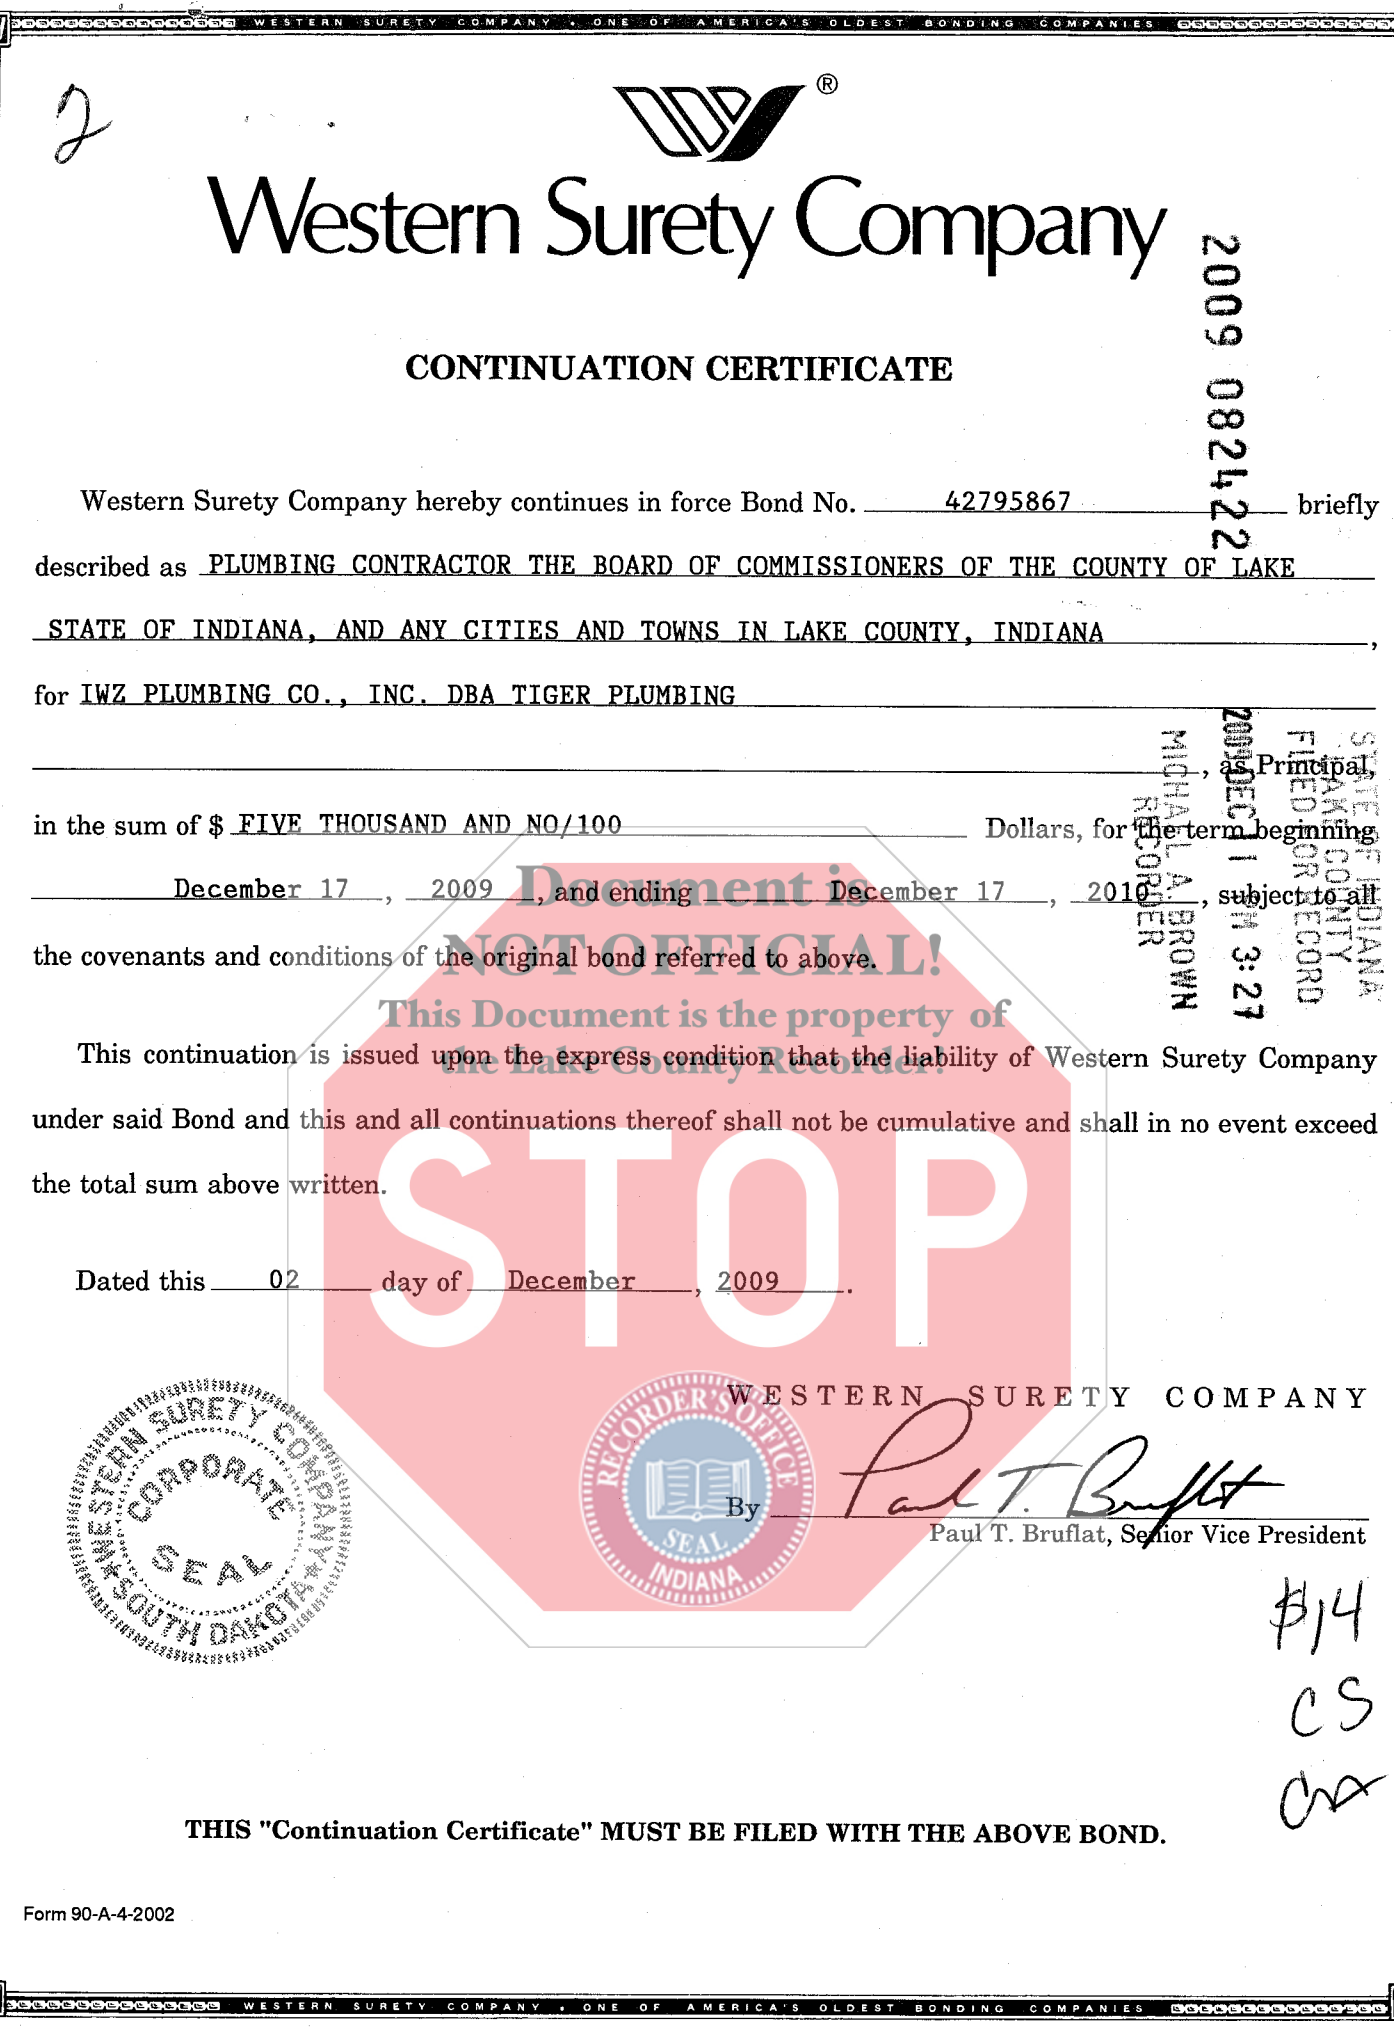 WESTERN SURETY COMPANY • ONE OF AMERICA'S OLDEST BONDING COMPANIES
2
®
Western Surety Company
2009 082422
CONTINUATION CERTIFICATE
Western Surety Company hereby continues in force Bond No. 42795867 briefly
described as PLUMBING CONTRACTOR THE BOARD OF COMMISSIONERS OF THE COUNTY OF LAKE
STATE OF INDIANA, AND ANY CITIES AND TOWNS IN LAKE COUNTY, INDIANA,
for IWZ PLUMBING CO., INC. DBA TIGER PLUMBING
, as Principal,
in the sum of $ FIVE THOUSAND AND NO/100 Dollars, for the term beginning
December 17, 2009, and ending December 17, 2010, subject to all
the covenants and conditions of the original bond referred to above.
STATE OF INDIANA
LAKE COUNTY
FILED FOR RECORD
2009 DEC 11 PM 3:27
MICHAEL A. BROWN
RECORDER
Document is
NOT OFFICIAL!
This Document is the property of
the Lake County Recorder!
This continuation is issued upon the express condition that the liability of Western Surety Company
under said Bond and this and all continuations thereof shall not be cumulative and shall in no event exceed
the total sum above written.
STOP
Dated this 02 day of December, 2009.
WESTERN SURETY COMPANY
WESTERN SURETY COMPANY
CORPORATE
SEAL
SOUTH DAKOTA
RECORDER'S OFFICE
SEAL
INDIANA
By Paul T. Bruflat
Paul T. Bruflat, Senior Vice President
$14
CS
THIS "Continuation Certificate" MUST BE FILED WITH THE ABOVE BOND.
Form 90-A-4-2002
WESTERN SURETY COMPANY • ONE OF AMERICA'S OLDEST BONDING COMPANIES